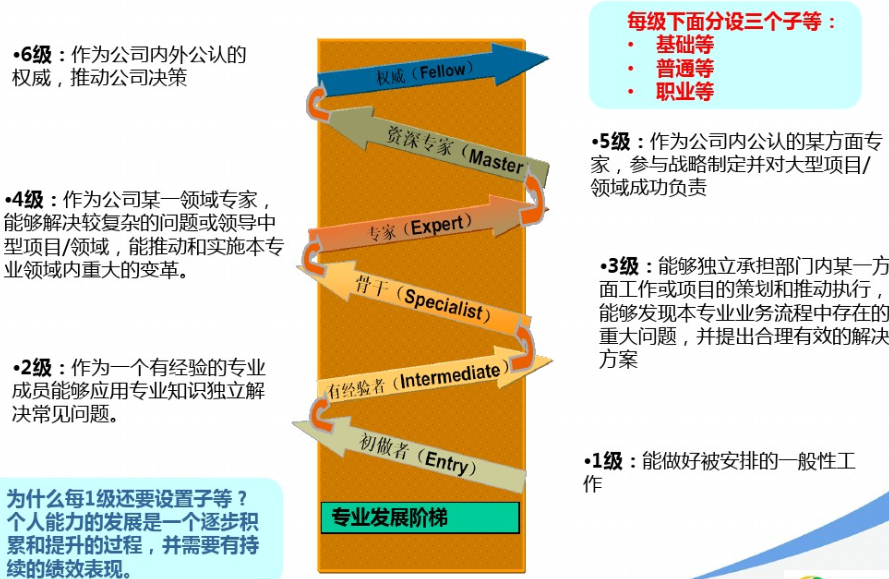 •6级：作为公司内外公认的
权威，推动公司决策
•4级：作为公司某一领域专家，
能够解决较复杂的问题或领导中
型项目/领域，能推动和实施本专
业领域内重大的变革。
•2级：作为一个有经验的专业
成员能够应用专业知识独立解
决常见问题。
为什么每1级还要设置子等？
个人能力的发展是一个逐步积
累和提升的过程，并需要有持
续的绩效表现。
权威（Fellow）
资深专家（Master
专家（Expert）
骨干（Specialist）
有经验者（Intermediate）
初做者（Entry）
专业发展阶梯
每级下面分设三个子等：
• 基础等
• 普通等
• 职业等
•5级：作为公司内公认的某方面专
家，参与战略制定并对大型项目/
领域成功负责
•3级：能够独立承担部门内某一方
面工作或项目的策划和推动执行，
能够发现本专业业务流程中存在的
重大问题，并提出合理有效的解决
方案
•1级：能做好被安排的一般性工
作